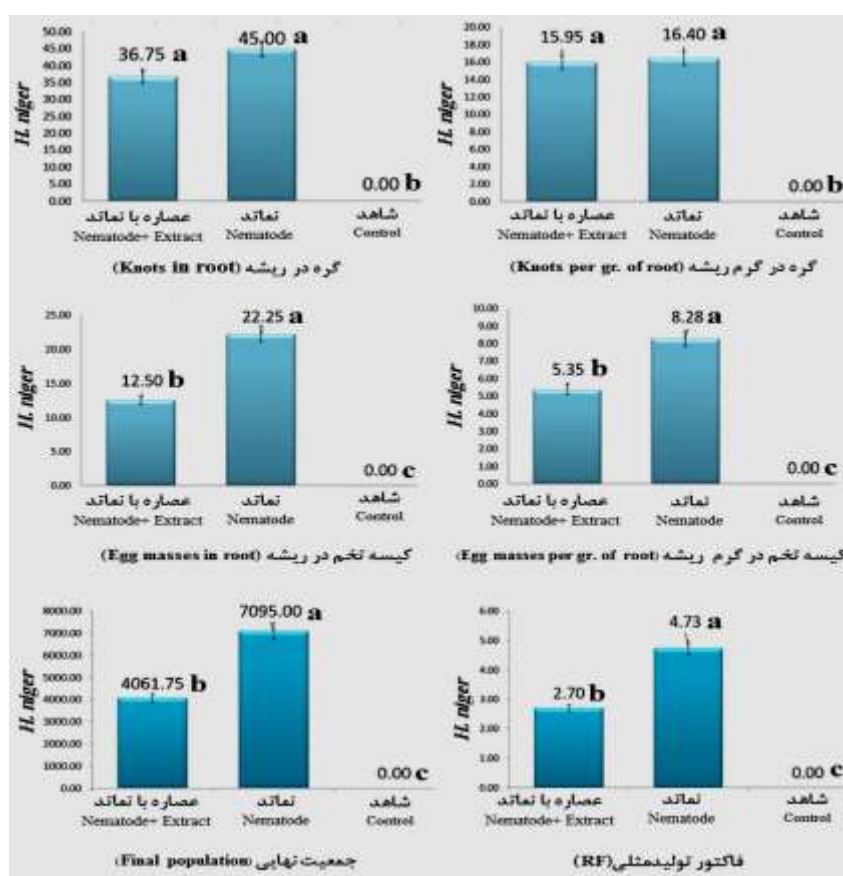 50.00
45.00
40.00
35.00
30.00
25.00
20.00
15.00
10.00
5.00
0.00
H. niger
36.75 a
45.00 a
0.00 b
عصاره با نماتد
نماتد
شاهد
Nematode+ Extract
Nematode
Control
گره در ریشه (Knots in root)
20.00
18.00
16.00
14.00
12.00
10.00
8.00
6.00
4.00
2.00
0.00
H. niger
15.95 a
16.40 a
0.00 b
عصاره با نماتد
نماتد
شاهد
Nematode+ Extract
Nematode
Control
گره در گرم ریشه (Knots per gr. of root)
25.00
20.00
15.00
10.00
5.00
0.00
H. niger
12.50 b
22.25 a
0.00 c
عصاره با نماتد
نماتد
شاهد
Nematode+ Extract
Nematode
Control
کیسه تخم در ریشه (Egg masses in root)
10.00
9.00
8.00
7.00
6.00
5.00
4.00
3.00
2.00
1.00
0.00
H. niger
5.35 b
8.28 a
0.00 c
عصاره با نماتد
نماتد
شاهد
Nematode+ Extract
Nematode
Control
کیسه تخم در گرم ریشه (Egg masses per gr. of root)
8000.00
7000.00
6000.00
5000.00
4000.00
3000.00
2000.00
1000.00
0.00
H. niger
4061.75 b
7095.00 a
0.00 c
عصاره با نماتد
نماتد
شاهد
Nematode+ Extract
Nematode
Control
جمعیت نهایی (Final population)
6.00
5.00
4.00
3.00
2.00
1.00
0.00
H. niger
2.70 b
4.73 a
0.00 c
عصاره با نماتد
نماتد
شاهد
Nematode+ Extract
Nematode
Control
فاکتور تولیدمثلی(RF)